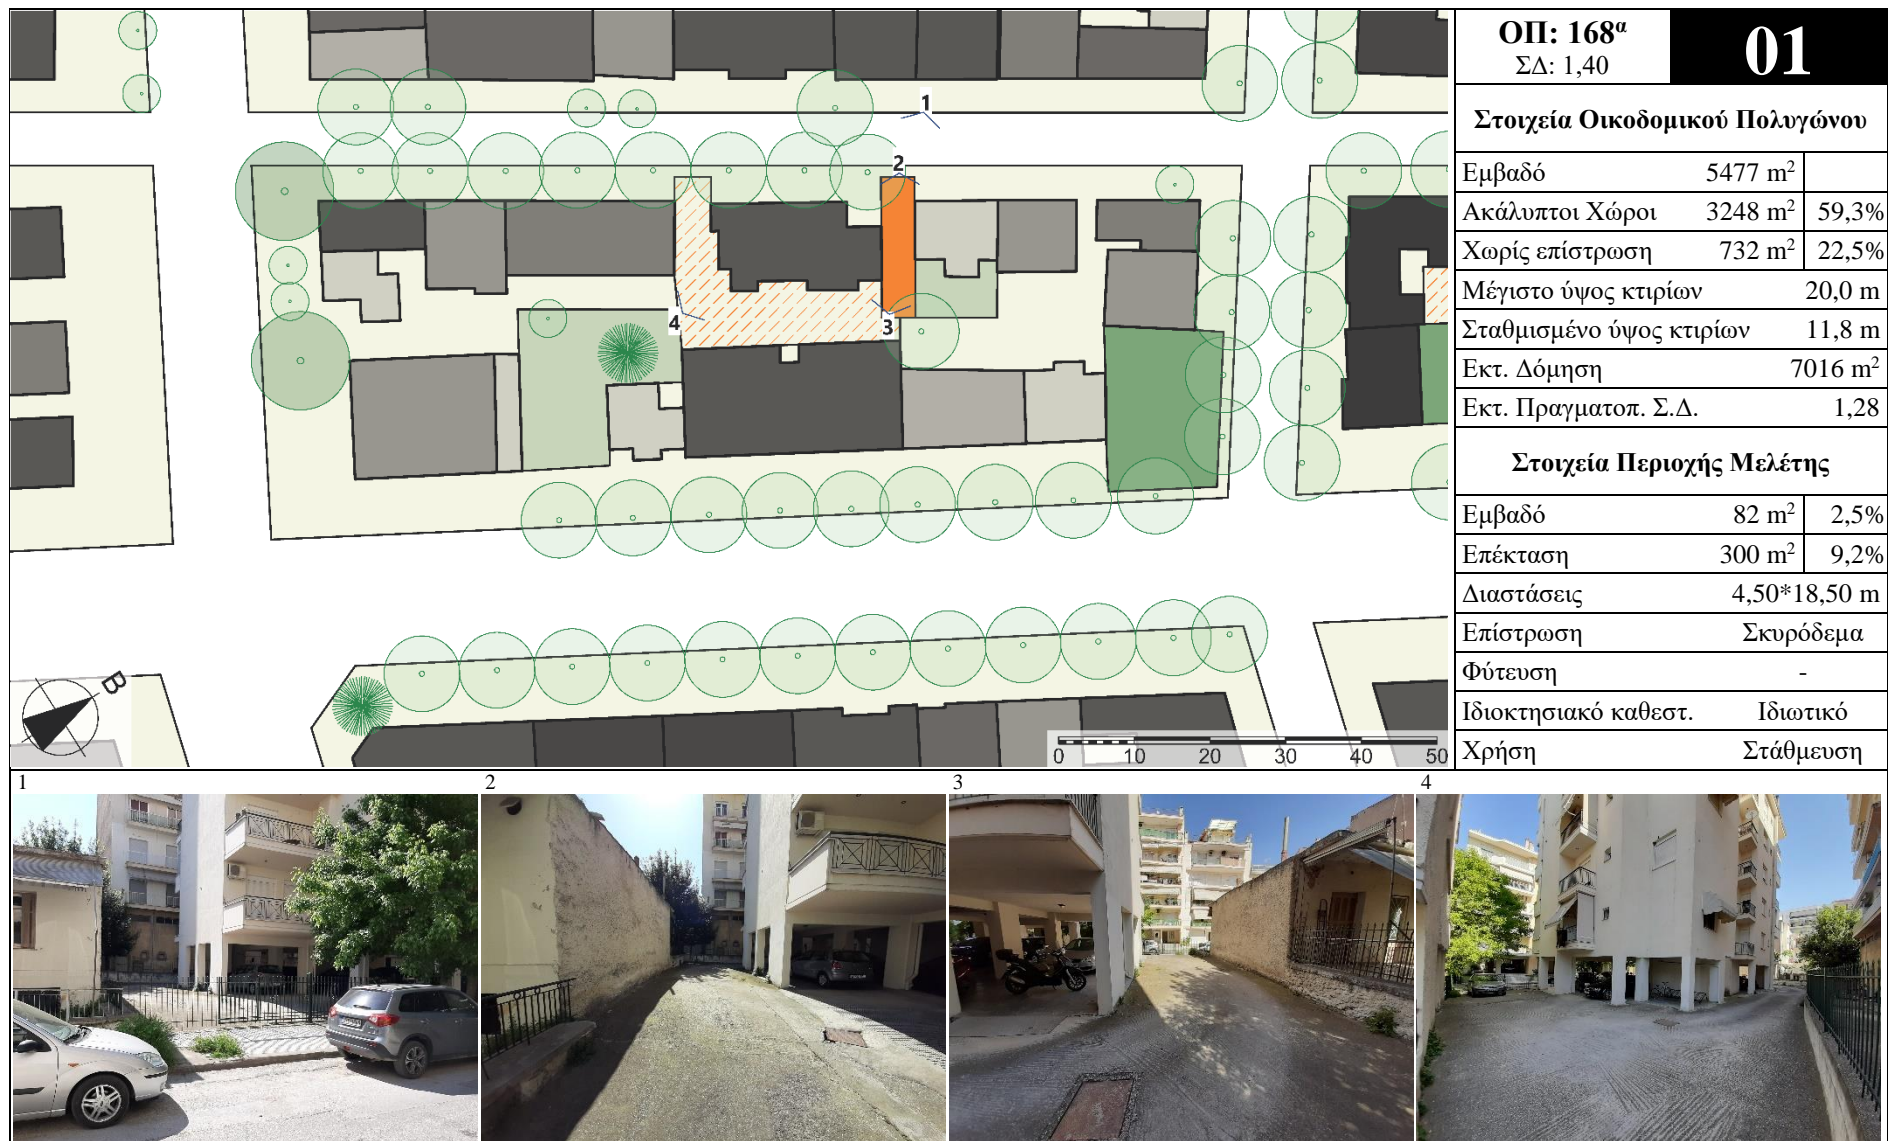 ΟΠ: 168α
ΣΔ: 1,40
01
Στοιχεία Οικοδομικού Πολυγώνου
Εμβαδό 5477 m²
Ακάλυπτοι Χώροι 3248 m² 59,3%
Χωρίς επίστρωση 732 m² 22,5%
Μέγιστο ύψος κτιρίων 20,0 m
Σταθμισμένο ύψος κτιρίων 11,8 m
Εκτ. Δόμηση 7016 m²
Εκτ. Πραγματοπ. Σ.Δ. 1,28
Στοιχεία Περιοχής Μελέτης
Εμβαδό 82 m² 2,5%
Επέκταση 300 m² 9,2%
Διαστάσεις 4,50*18,50 m
Επίστρωση Σκυρόδεμα
Φύτευση -
Ιδιοκτησιακό καθεστ. Ιδιωτικό
Χρήση Στάθμευση
1
2
3
4
Β
0 10 20 30 40 50
1
2
3
4